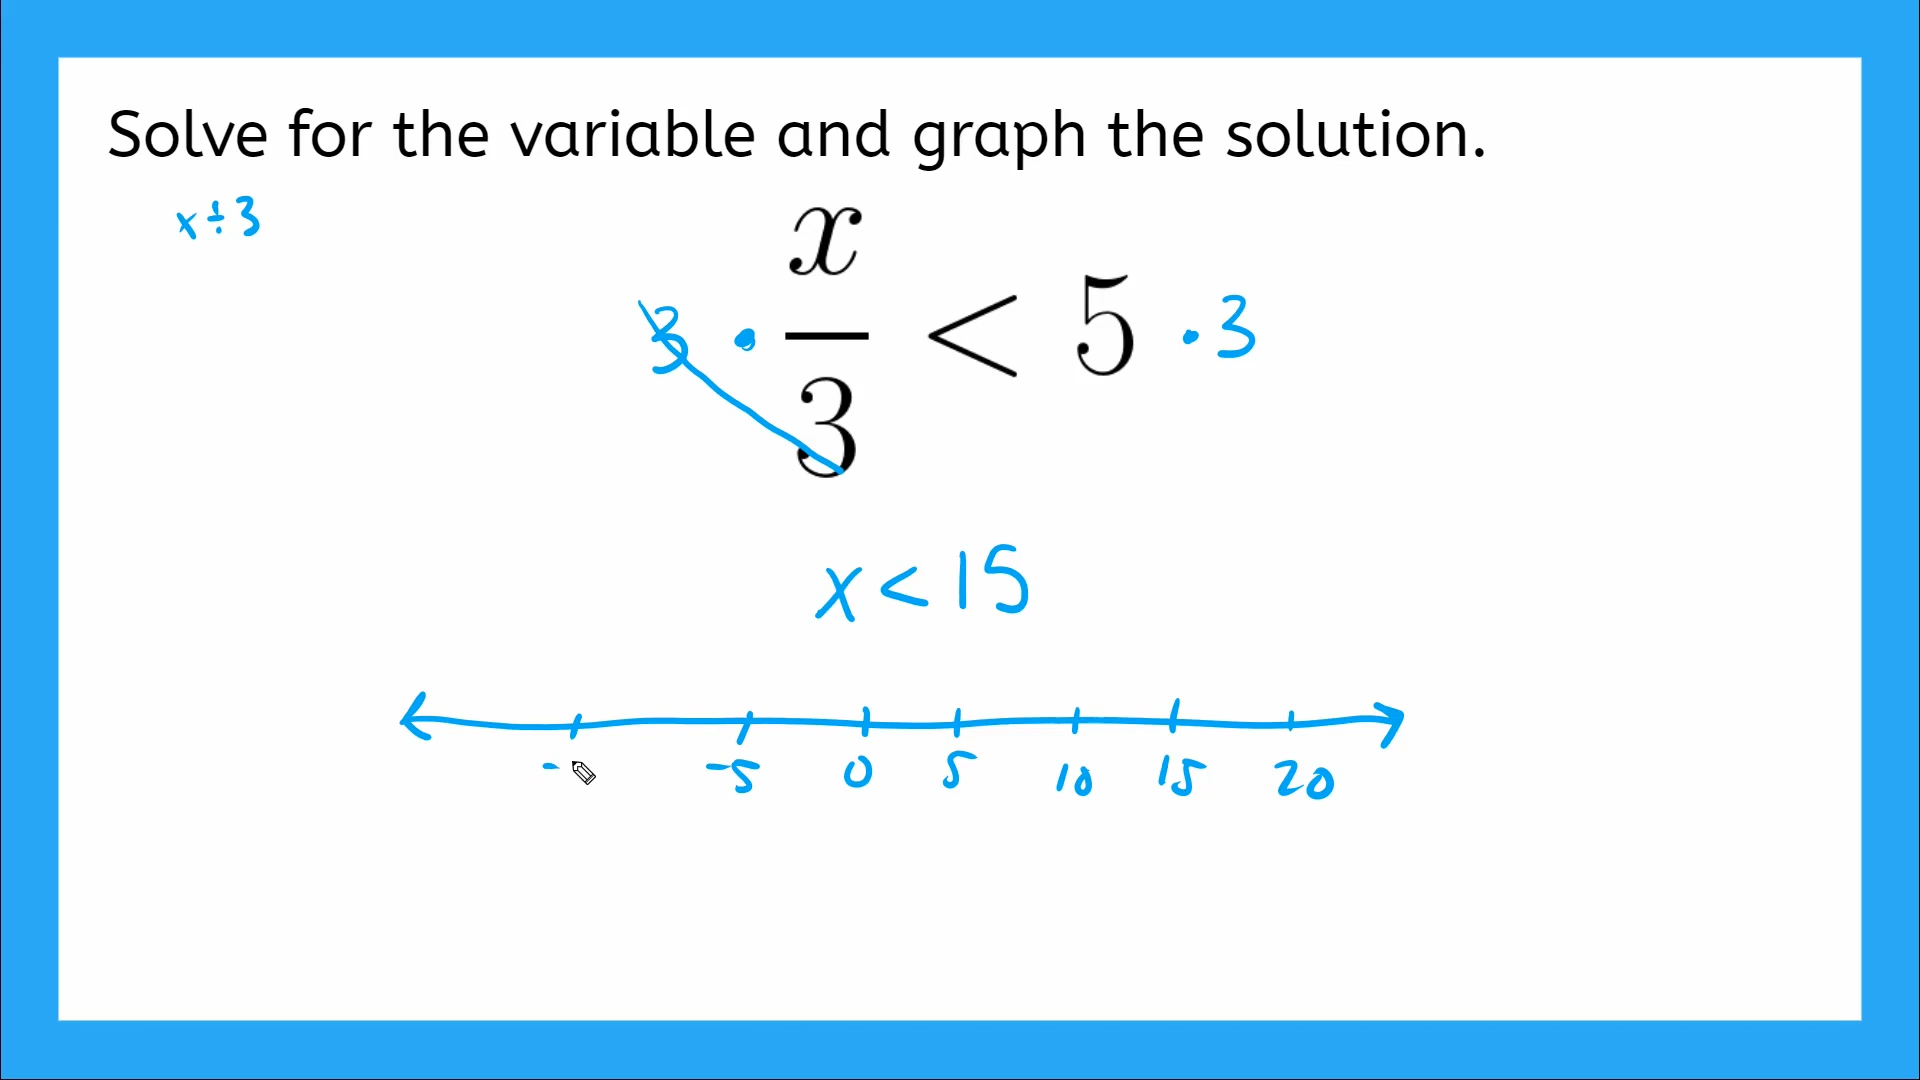 Solve for the variable and graph the solution.
x ÷ 3
3 · x/3 < 5 · 3
x < 15
- -5 0 5 10 15 20